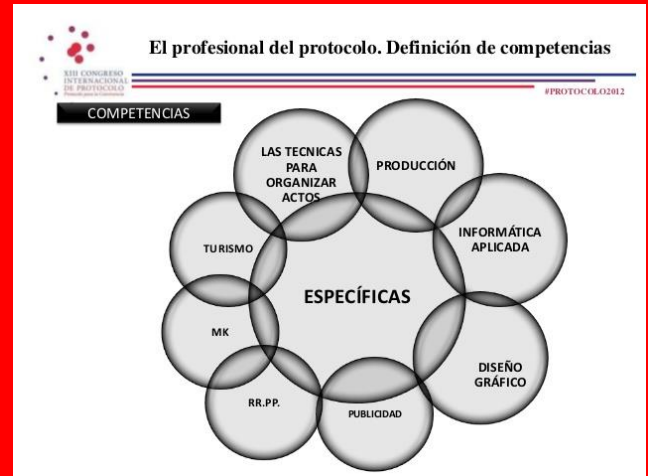 El profesional del protocolo. Definición de competencias
XIII CONGRESO
INTERNACIONAL
DE PROTOCOLO
#PROTOCOLO2012
COMPETENCIAS
LAS TECNICAS
PARA
ORGANIZAR
ACTOS
PRODUCCIÓN
INFORMÁTICA
APLICADA
TURISMO
ESPECÍFICAS
MK
DISEÑO
GRÁFICO
RR.PP.
PUBLICIDAD